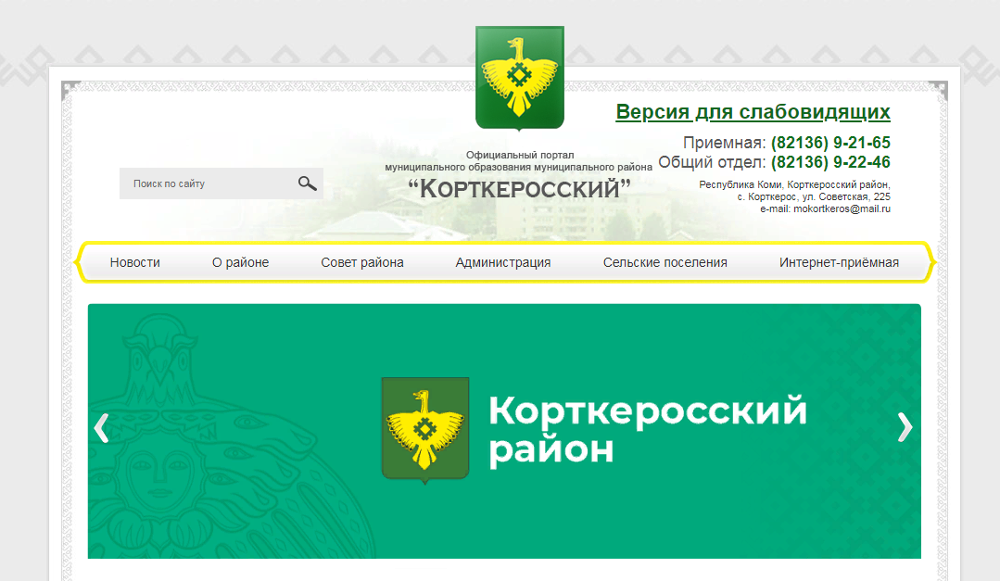 Версия для слабовидящих
Приемная: (82136) 9-21-65
Общий отдел: (82136) 9-22-46
Республика Коми, Корткеросский район,
с. Корткерос, ул. Советская, 225
e-mail: mokortkeros@mail.ru
Официальный портал
муниципального образования муниципального района
“Корткеросский”
Поиск по сайту
Новости
О районе
Совет района
Администрация
Сельские поселения
Интернет-приёмная
Корткеросский
район